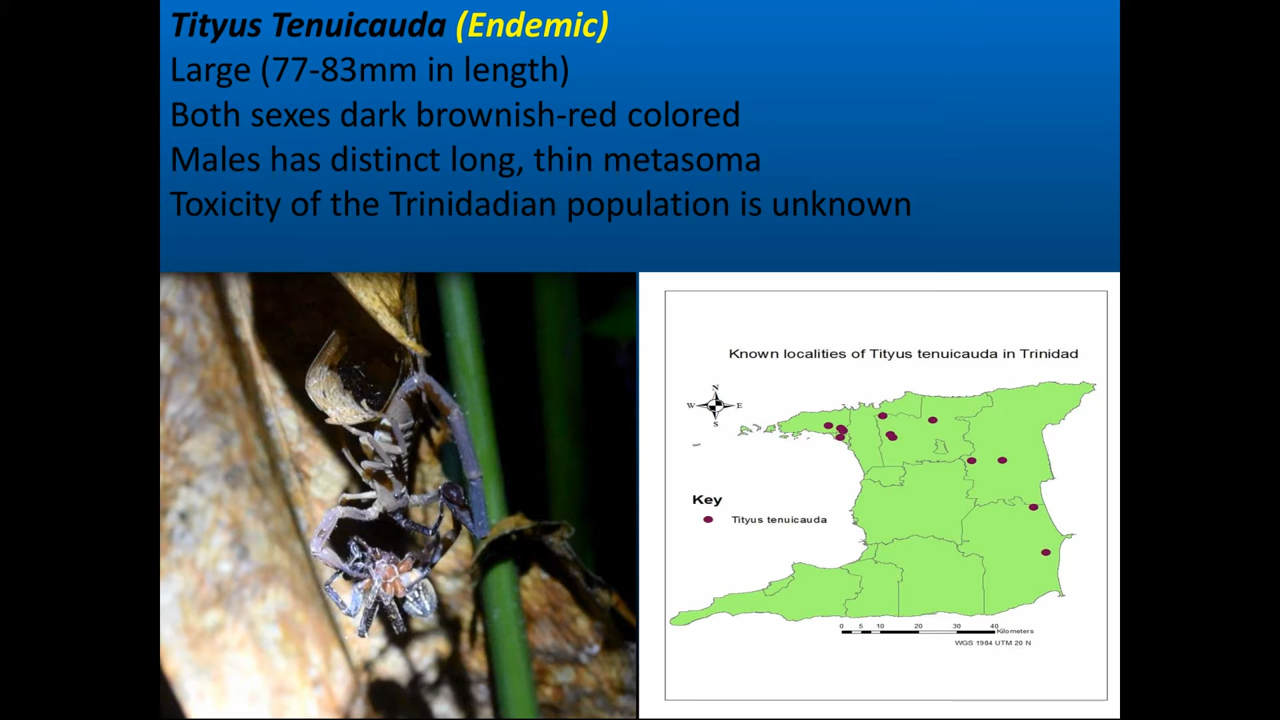 Tityus Tenuicauda (Endemic)
Large (77-83mm in length)
Both sexes dark brownish-red colored
Males has distinct long, thin metasoma
Toxicity of the Trinidadian population is unknown
Known localities of Tityus tenuicauda in Trinidad
N
W E
S
Key
Tityus tenuicauda
0 5 10 20 30 40
Kilometers
WGS 1984 UTM 20 N